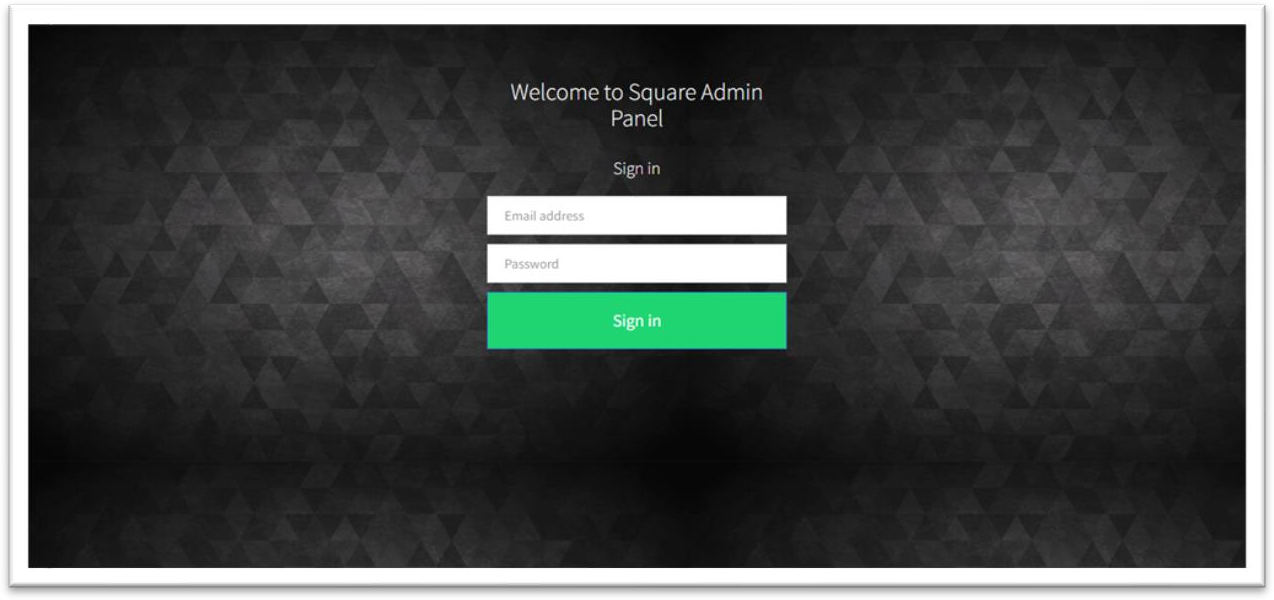 Welcome to Square Admin
Panel
Sign in
Email address
Password
Sign in